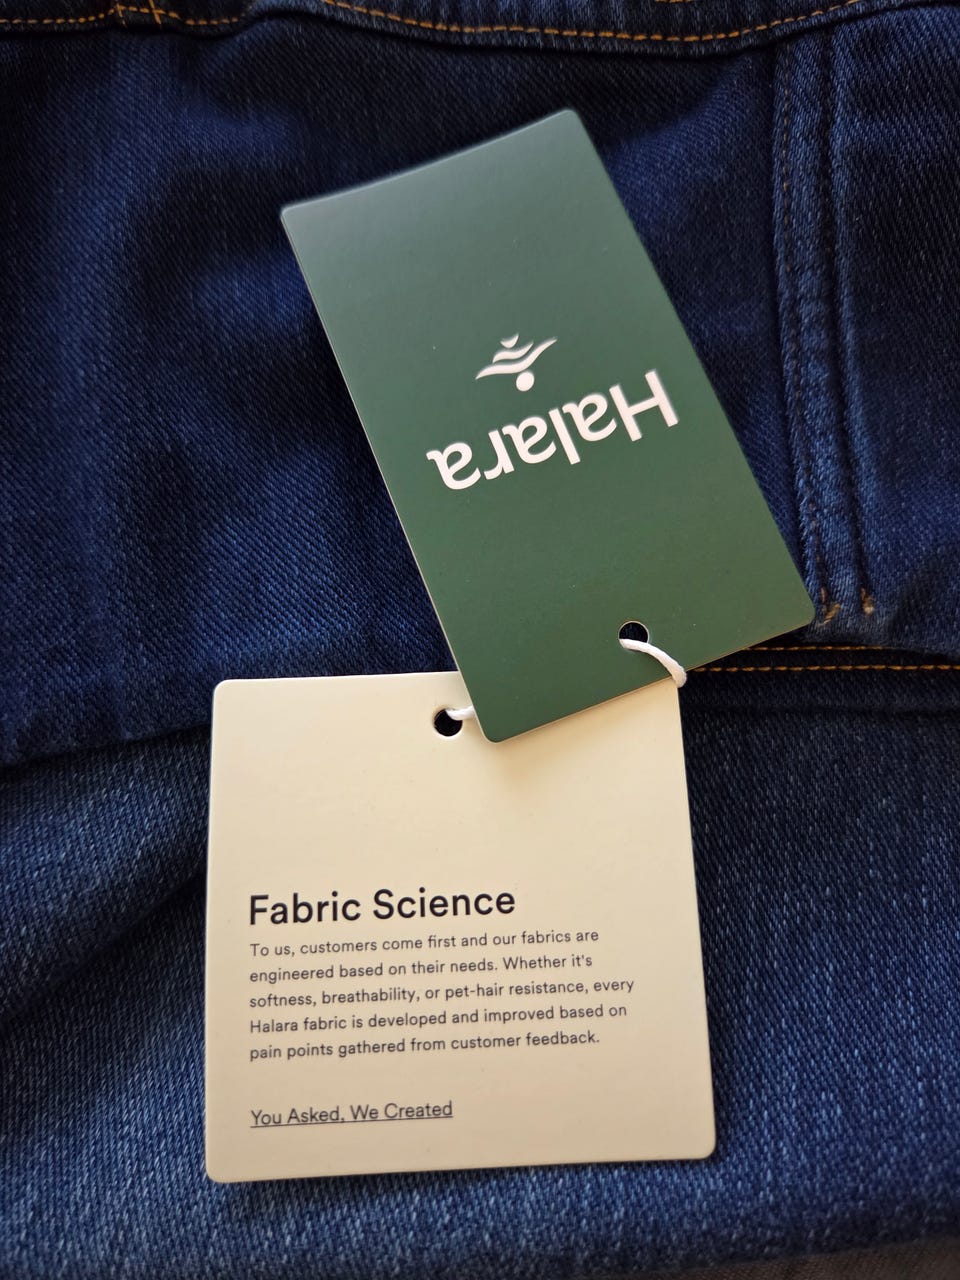 Halara
Fabric Science
To us, customers come first and our fabrics are
engineered based on their needs. Whether it's
softness, breathability, or pet-hair resistance, every
Halara fabric is developed and improved based on
pain points gathered from customer feedback.
You Asked, We Created